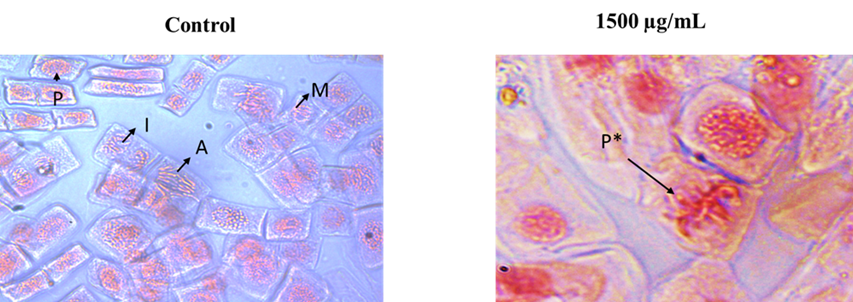 Control
1500 µg/mL
P
I
A
M
P*